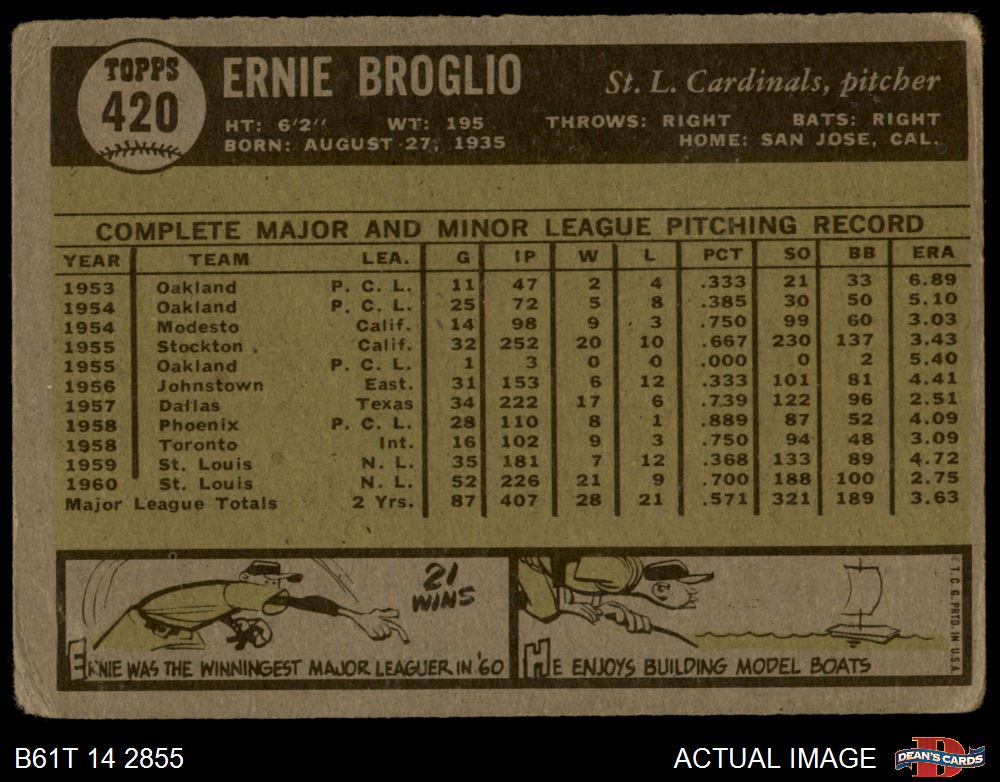 TOPPS
420
ERNIE BROGLIO St. L. Cardinals, pitcher
HT: 6'2" WT: 195 THROWS: RIGHT BATS: RIGHT
BORN: AUGUST 27, 1935 HOME: SAN JOSE, CAL.
COMPLETE MAJOR AND MINOR LEAGUE PITCHING RECORD
YEAR TEAM LEA. G IP W L PCT SO BB ERA
1953 Oakland P. C. L. 11 47 2 4 .333 21 33 6.89
1954 Oakland P. C. L. 25 72 5 8 .385 30 50 5.10
1954 Modesto Calif. 14 98 9 3 .750 99 60 3.03
1955 Stockton Calif. 32 252 20 10 .667 230 137 3.43
1955 Oakland P. C. L. 1 3 0 0 .000 0 2 5.40
1956 Johnstown East. 31 153 6 12 .333 101 81 4.41
1957 Dallas Texas 34 222 17 6 .739 122 96 2.51
1958 Phoenix P. C. L. 28 110 8 1 .889 87 52 4.09
1958 Toronto Int. 16 102 9 3 .750 94 48 3.09
1959 St. Louis N. L. 35 181 7 12 .368 133 89 4.72
1960 St. Louis N. L. 52 226 21 9 .700 188 100 2.75
Major League Totals 2 Yrs. 87 407 28 21 .571 321 189 3.63
21
WINS
ERNIE WAS THE WINNINGEST MAJOR LEAGUER IN '60
HE ENJOYS BUILDING MODEL BOATS
T. C. G. PRTD. IN U.S.A.
B61T 14 2855 ACTUAL IMAGE
D
DEAN'S CARDS